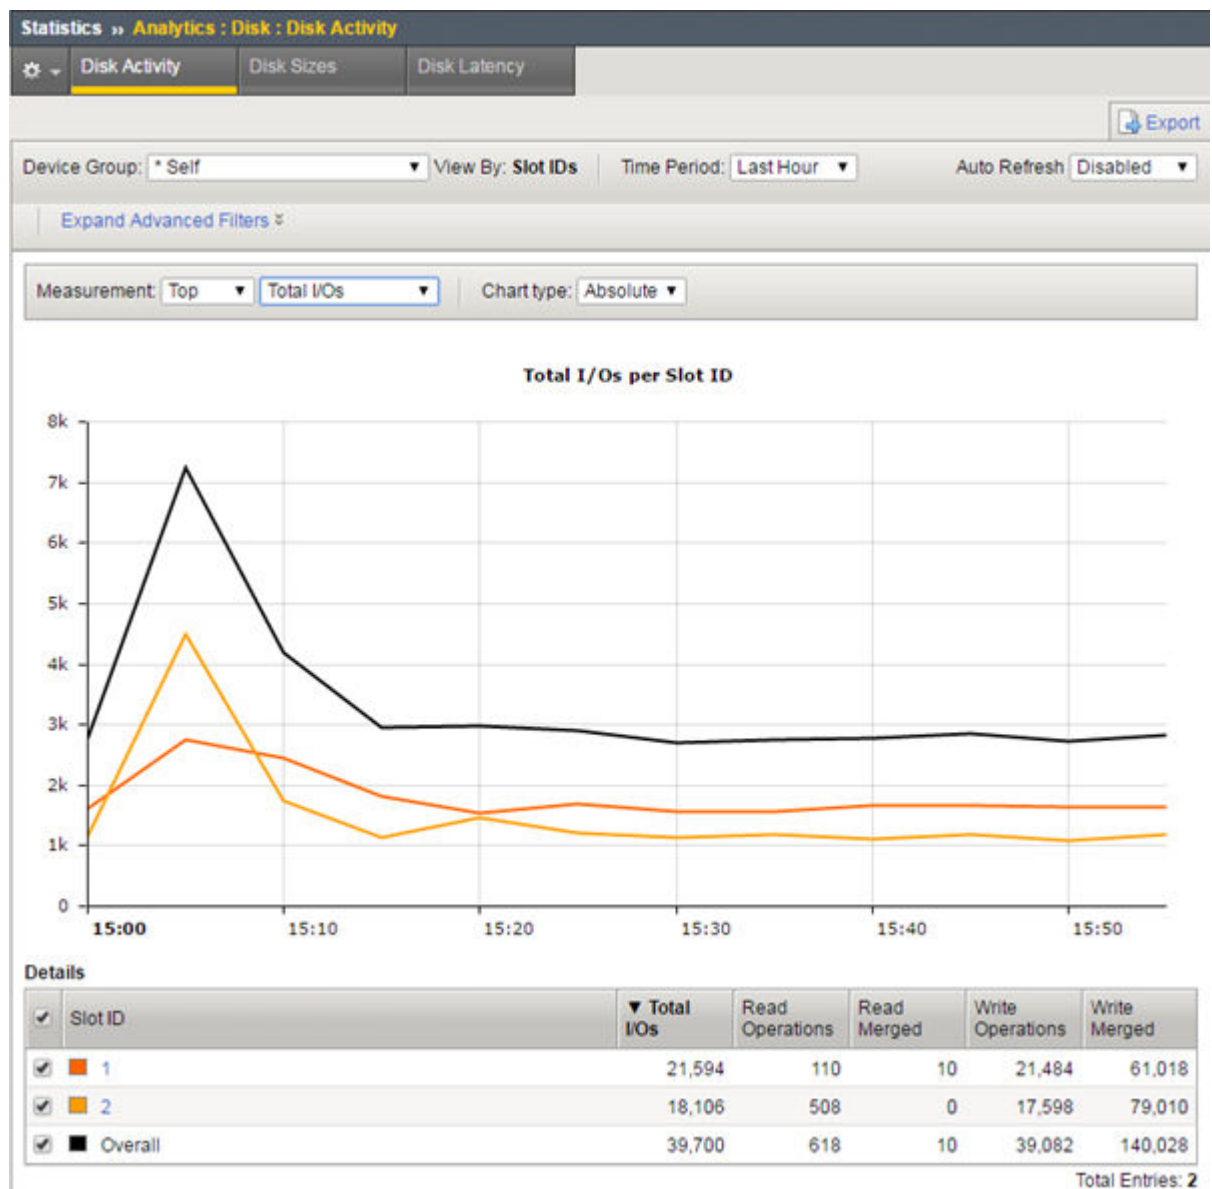 Statistics ›› Analytics : Disk : Disk Activity
Disk Activity Disk Sizes Disk Latency
Export
Device Group: * Self View By: Slot IDs Time Period: Last Hour Auto Refresh Disabled
Expand Advanced Filters
Measurement: Top Total I/Os Chart type: Absolute
Total I/Os per Slot ID
8k
7k
6k
5k
4k
3k
2k
1k
0
15:00 15:10 15:20 15:30 15:40 15:50
Details
Slot ID ▼ Total I/Os Read Operations Read Merged Write Operations Write Merged
1 21,594 110 10 21,484 61,018
2 18,106 508 0 17,598 79,010
Overall 39,700 618 10 39,082 140,028
Total Entries: 2